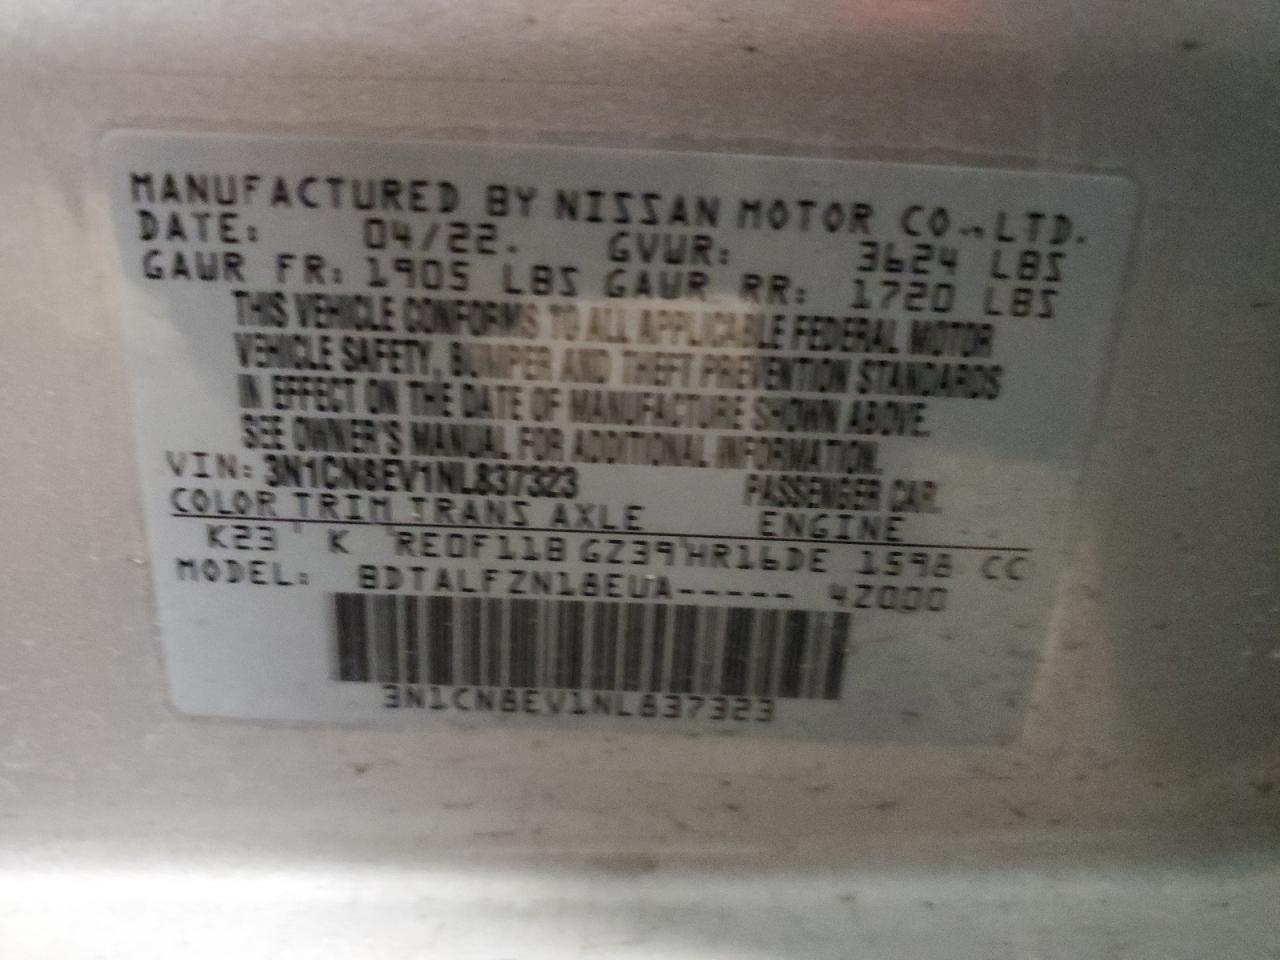 MANUFACTURED BY NISSAN MOTOR CO., LTD.
DATE: 04/22. GVWR: 3624 LBS
GAWR FR: 1905 LBS GAWR RR: 1720 LBS
THIS VEHICLE CONFORMS TO ALL APPLICABLE FEDERAL MOTOR
VEHICLE SAFETY, BUMPER AND THEFT PREVENTION STANDARDS
IN EFFECT ON THE DATE OF MANUFACTURE SHOWN ABOVE.
SEE OWNER'S MANUAL FOR ADDITIONAL INFORMATION.
VIN: 3N1CN8EV1NL837323 PASSENGER CAR.
COLOR TRIM TRANS AXLE ENGINE
K23 K RE0F11B GZ39 HR16DE 1598 CC
MODEL: BDTALFZN18EUA----- 42000
3N1CN8EV1NL837323